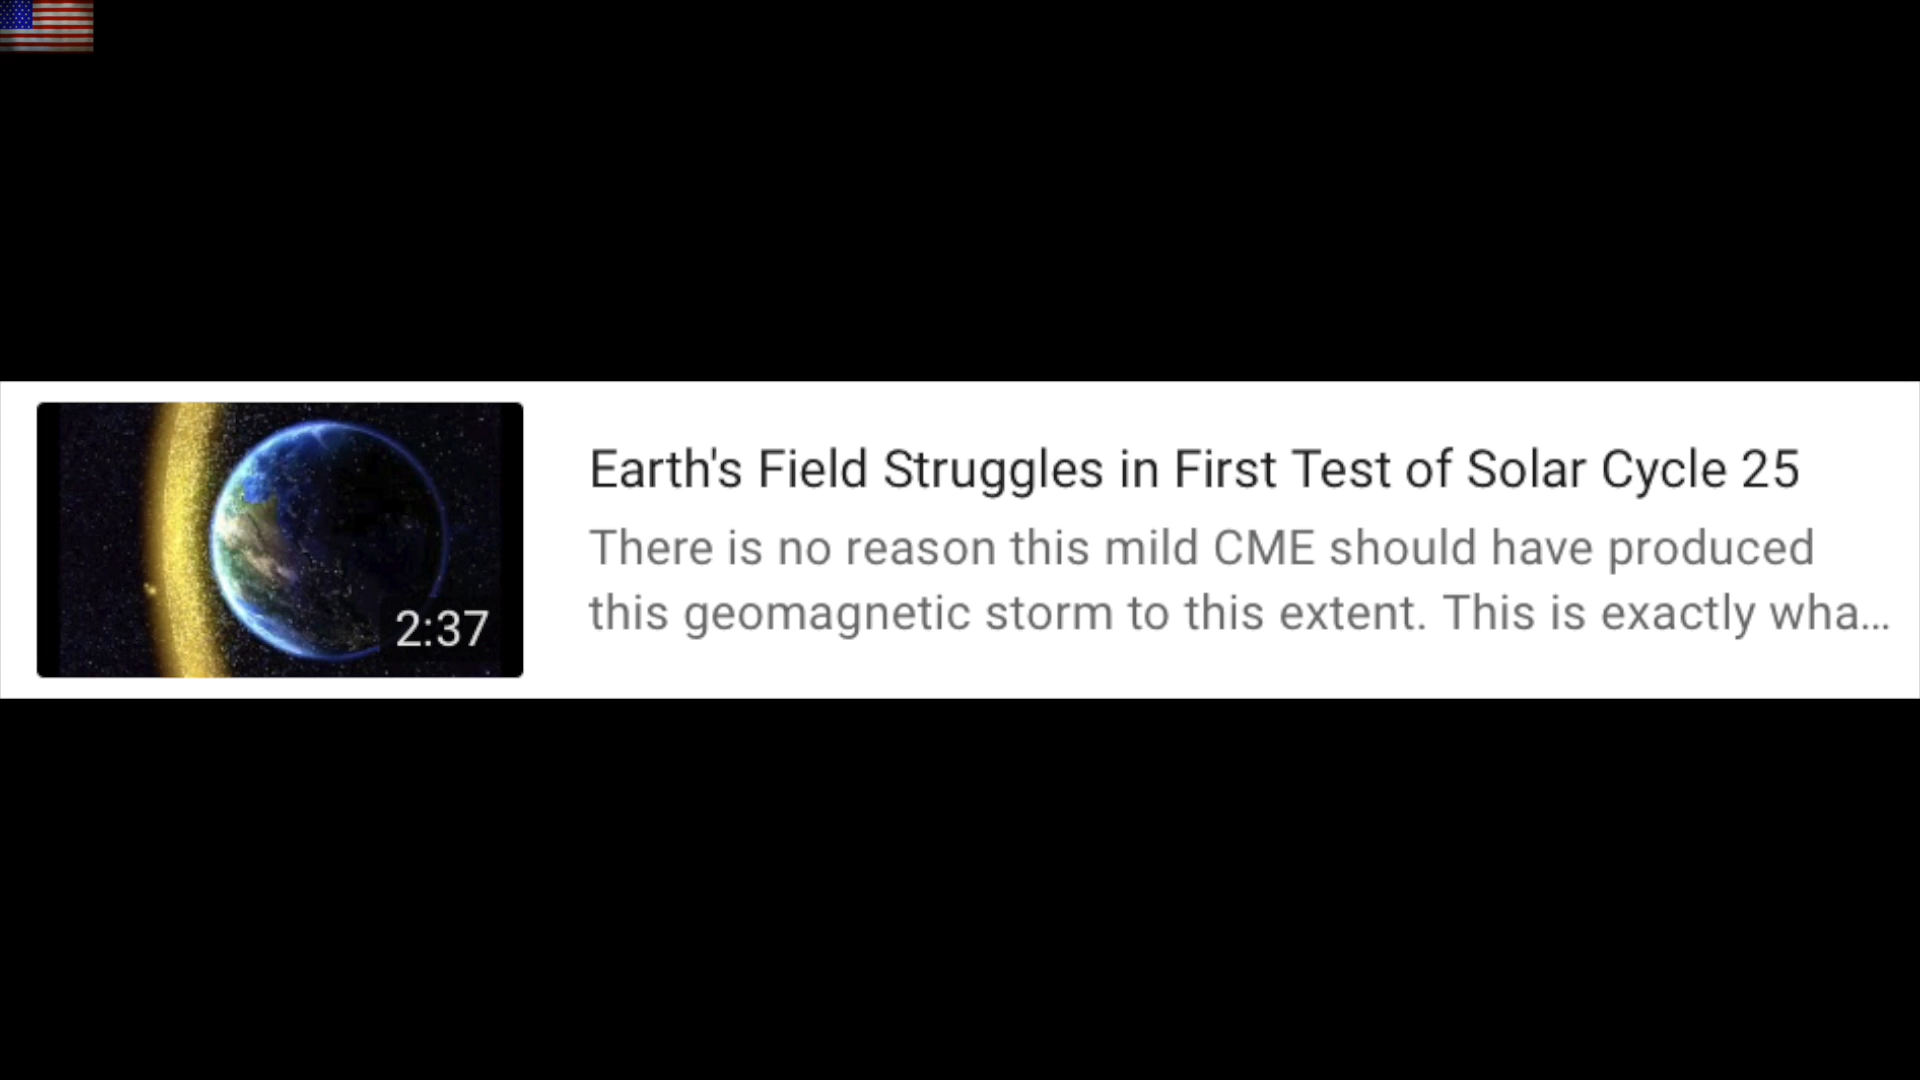 Earth's Field Struggles in First Test of Solar Cycle 25
There is no reason this mild CME should have produced
this geomagnetic storm to this extent. This is exactly wha...
2:37